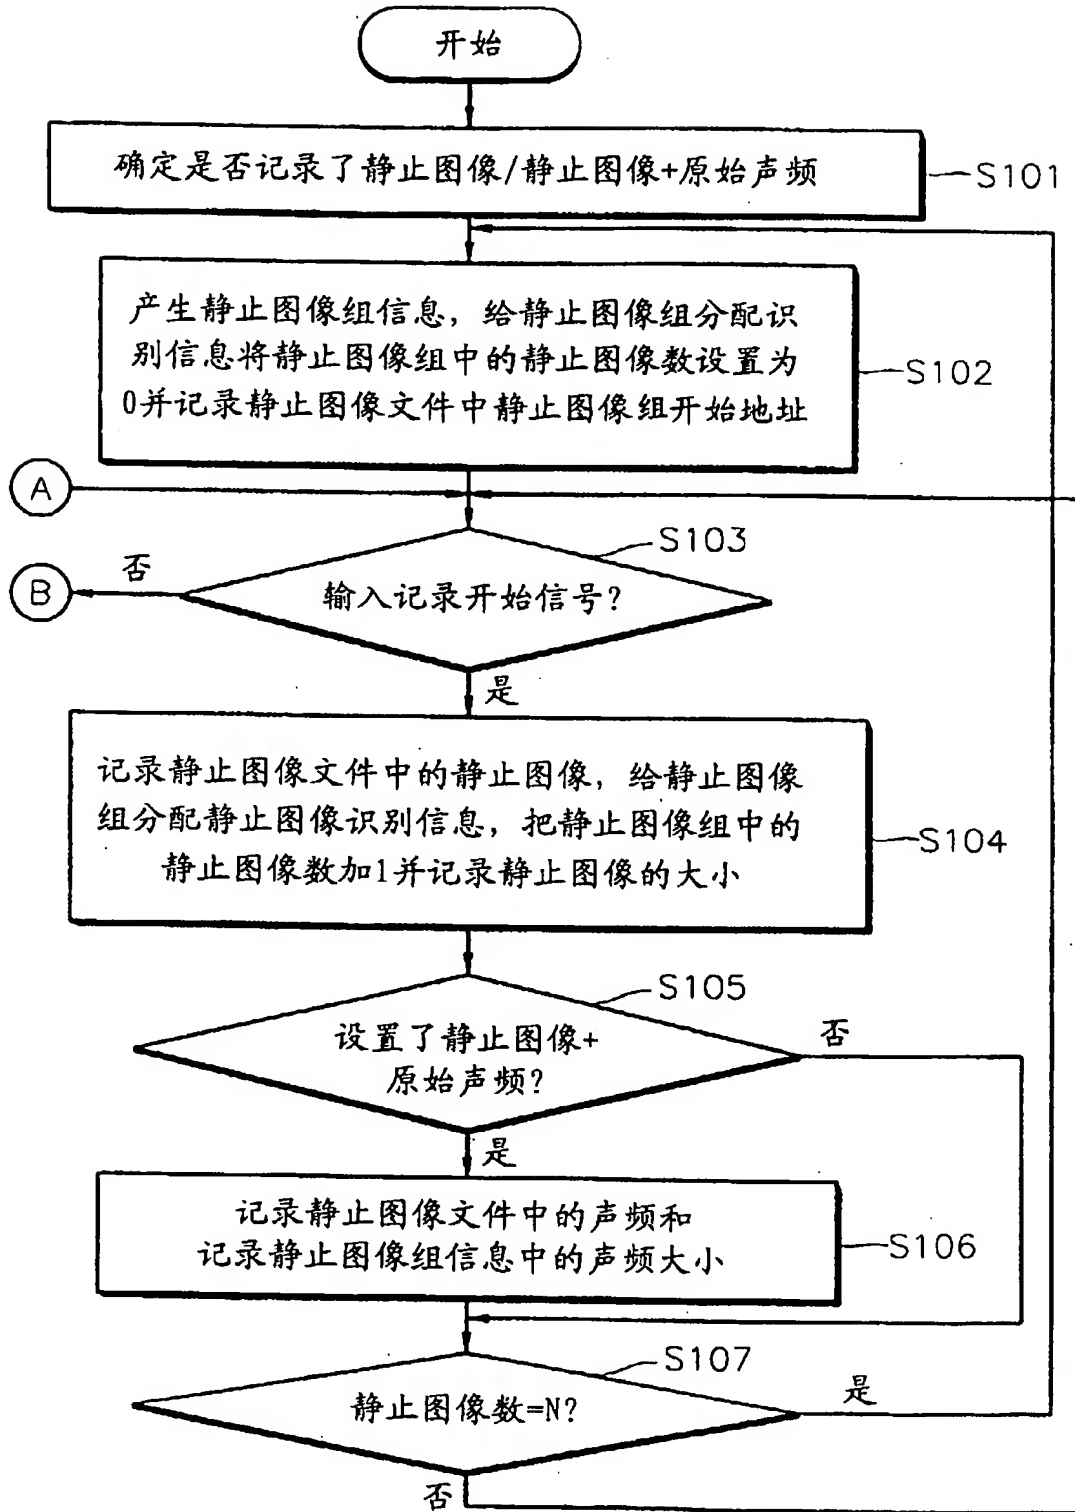 开始
确定是否记录了静止图像/静止图像+原始声频
S101
产生静止图像组信息，给静止图像组分配识
别信息将静止图像组中的静止图像数设置为
0并记录静止图像文件中静止图像组开始地址
S102
A
S103
否
B
输入记录开始信号?
是
记录静止图像文件中的静止图像，给静止图像
组分配静止图像识别信息，把静止图像组中的
静止图像数加1并记录静止图像的大小
S104
S105
设置了静止图像+
原始声频?
否
是
记录静止图像文件中的声频和
记录静止图像组信息中的声频大小
S106
S107
静止图像数=N?
是
否